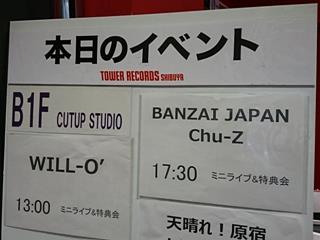 本日のイベント
TOWER RECORDS SHIBUYA
B1F CUTUP STUDIO
WILL-O'
13:00 ミニライブ&特典会
BANZAI JAPAN
Chu-Z
17:30 ミニライブ&特典会
天晴れ!原宿